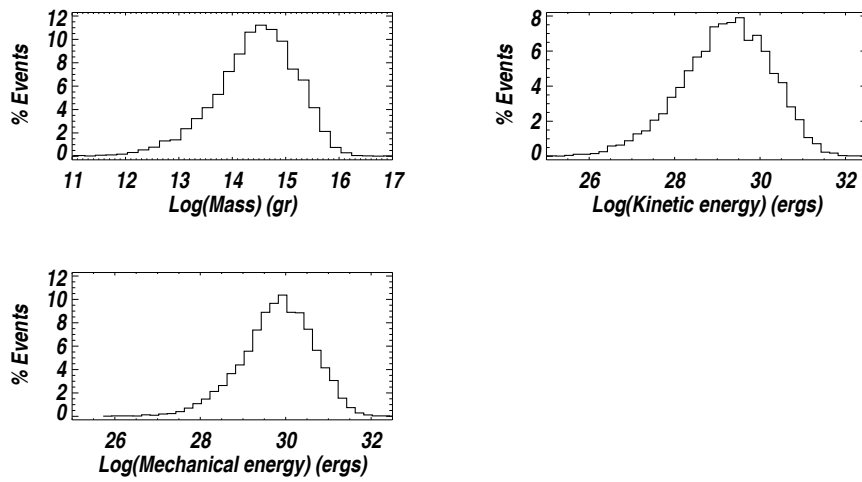 12
10
8
6
4
2
0
% Events
11 12 13 14 15 16 17
Log(Mass) (gr)
8
6
4
2
0
% Events
26 28 30 32
Log(Kinetic energy) (ergs)
12
10
8
6
4
2
0
% Events
26 28 30 32
Log(Mechanical energy) (ergs)